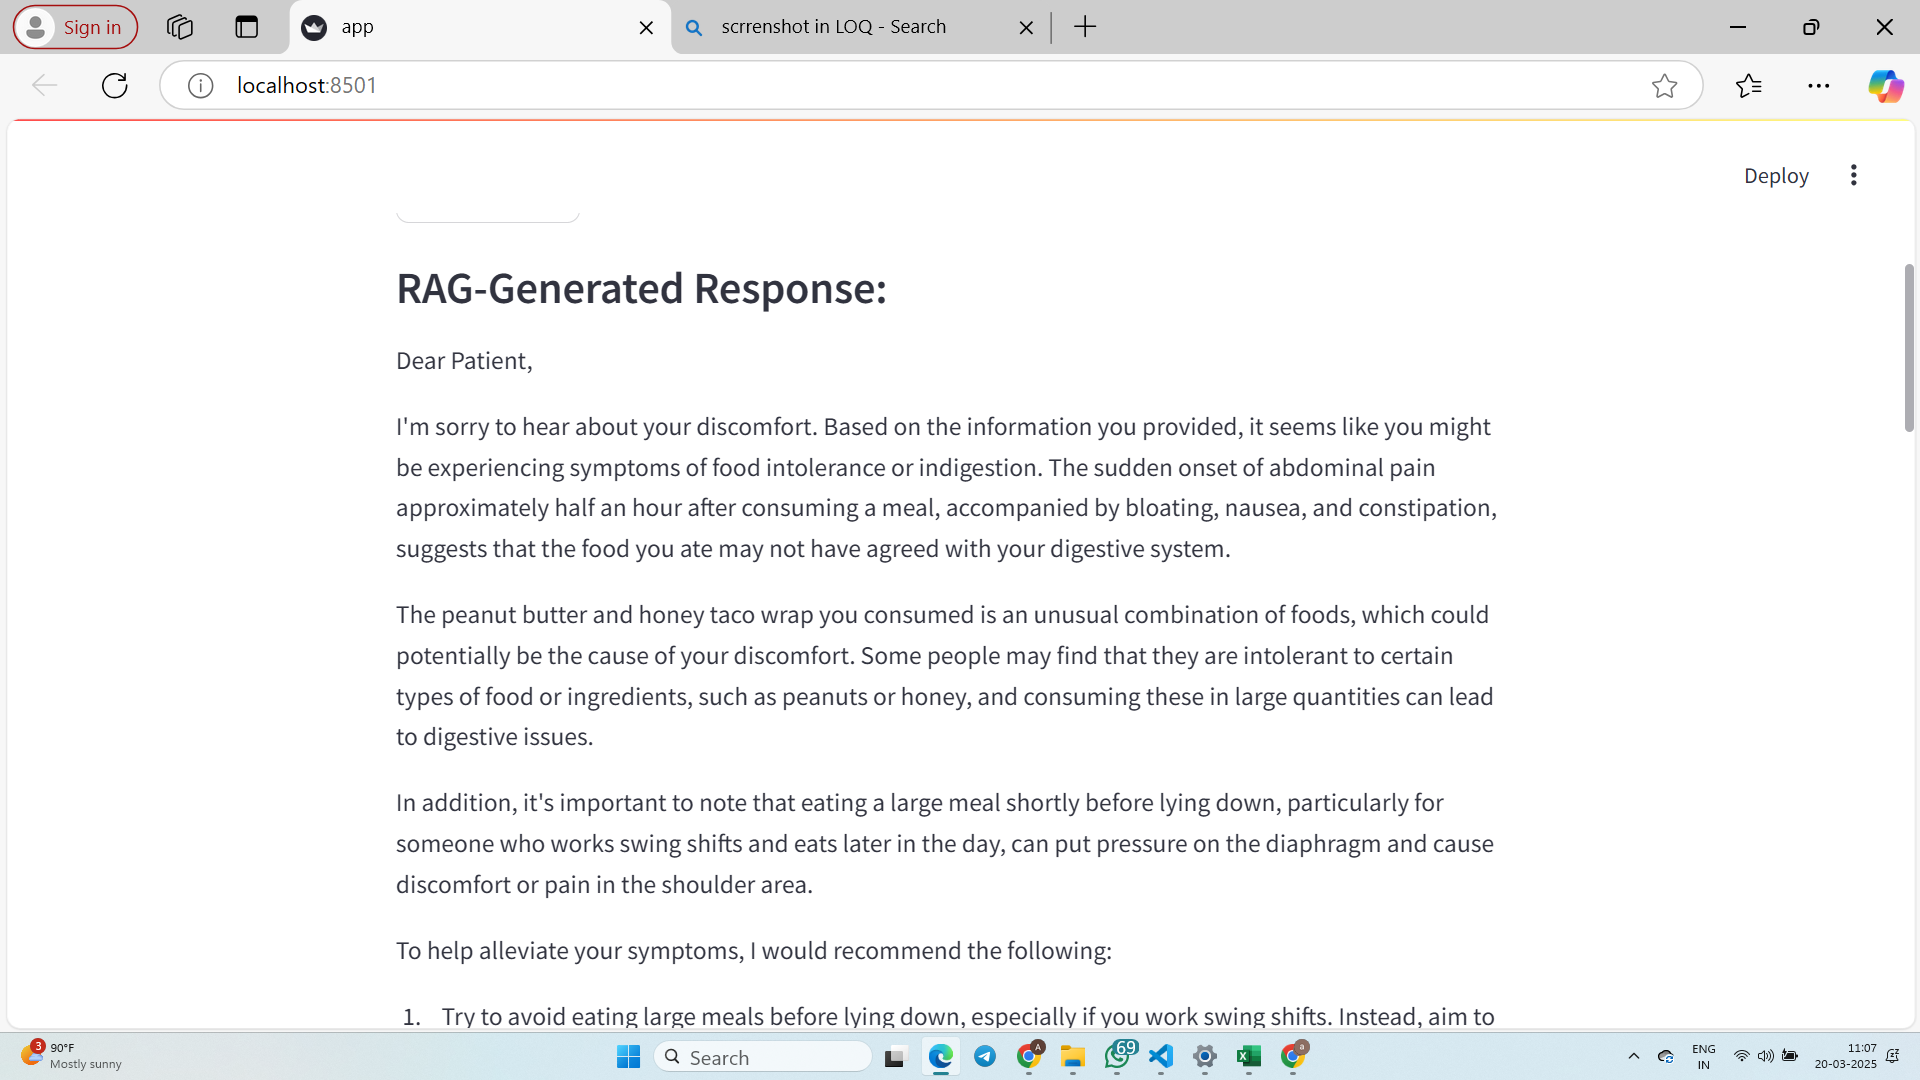 Sign in
app
scrrenshot in LOQ - Search
localhost:8501
Deploy
RAG-Generated Response:
Dear Patient,
I'm sorry to hear about your discomfort. Based on the information you provided, it seems like you might
be experiencing symptoms of food intolerance or indigestion. The sudden onset of abdominal pain
approximately half an hour after consuming a meal, accompanied by bloating, nausea, and constipation,
suggests that the food you ate may not have agreed with your digestive system.
The peanut butter and honey taco wrap you consumed is an unusual combination of foods, which could
potentially be the cause of your discomfort. Some people may find that they are intolerant to certain
types of food or ingredients, such as peanuts or honey, and consuming these in large quantities can lead
to digestive issues.
In addition, it's important to note that eating a large meal shortly before lying down, particularly for
someone who works swing shifts and eats later in the day, can put pressure on the diaphragm and cause
discomfort or pain in the shoulder area.
To help alleviate your symptoms, I would recommend the following:
1. Try to avoid eating large meals before lying down, especially if you work swing shifts. Instead, aim to
3
90°F
Mostly sunny
Search
A
69
a
ENG
IN
11:07
20-03-2025